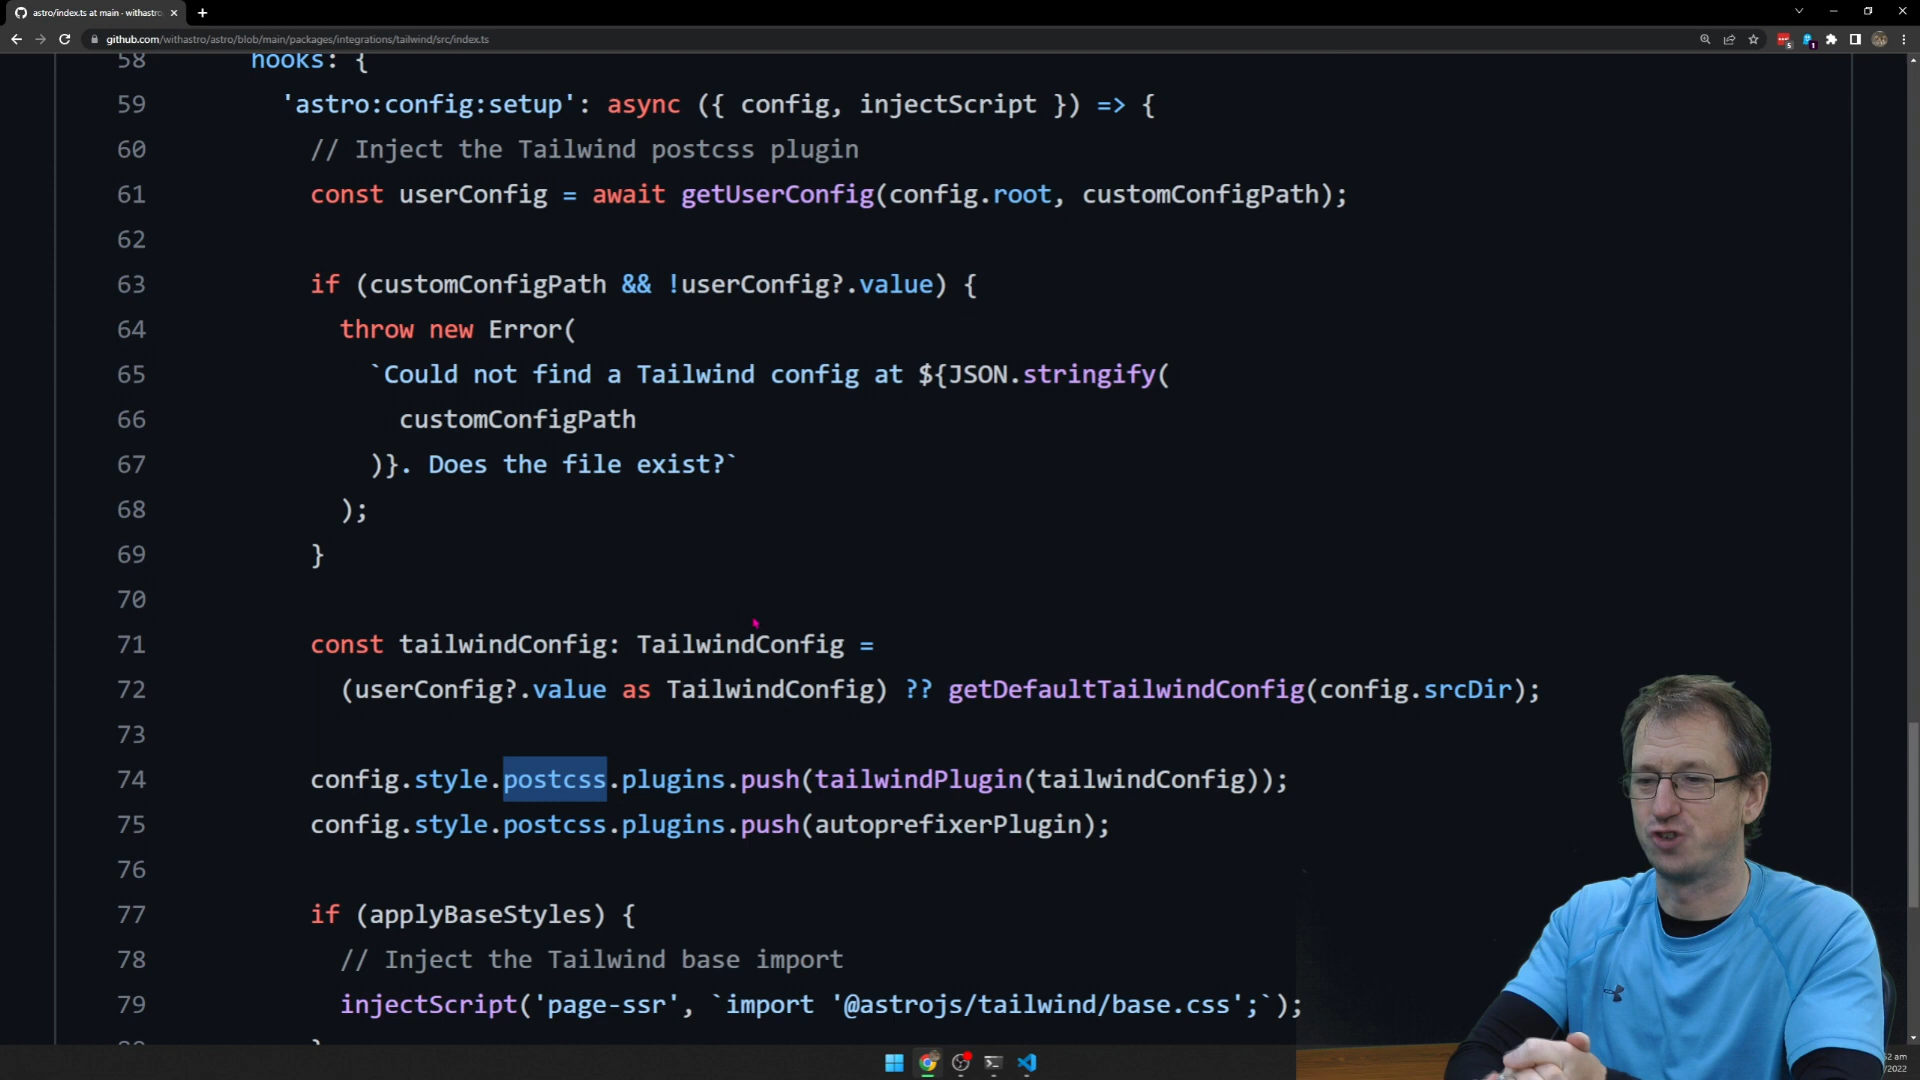 astro/index.ts at main · withastro
github.com/withastro/astro/blob/main/packages/integrations/tailwind/src/index.ts
58 hooks: {
59 'astro:config:setup': async ({ config, injectScript }) => {
60 // Inject the Tailwind postcss plugin
61 const userConfig = await getUserConfig(config.root, customConfigPath);
62
63 if (customConfigPath && !userConfig?.value) {
64 throw new Error(
65 `Could not find a Tailwind config at ${JSON.stringify(
66 customConfigPath
67 )}. Does the file exist?`
68 );
69 }
70
71 const tailwindConfig: TailwindConfig =
72 (userConfig?.value as TailwindConfig) ?? getDefaultTailwindConfig(config.srcDir);
73
74 config.style.postcss.plugins.push(tailwindPlugin(tailwindConfig));
75 config.style.postcss.plugins.push(autoprefixerPlugin);
76
77 if (applyBaseStyles) {
78 // Inject the Tailwind base import
79 injectScript('page-ssr', `import '@astrojs/tailwind/base.css';`);